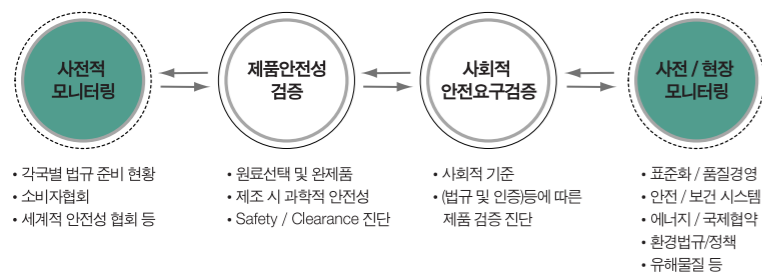 사전적
모니터링
제품안전성
검증
사회적
안전요구검증
사전 / 현장
모니터링
• 각국별 법규 준비 현황
• 소비자협회
• 세계적 안전성 협회 등
• 원료선택 및 완제품
• 제조 시 과학적 안전성
• Safety / Clearance 진단
• 사회적 기준
• (법규 및 인증)등에 따른
제품 검증 진단
• 표준화 / 품질경영
• 안전 / 보건 시스템
• 에너지 / 국제협약
• 환경법규/정책
• 유해물질 등